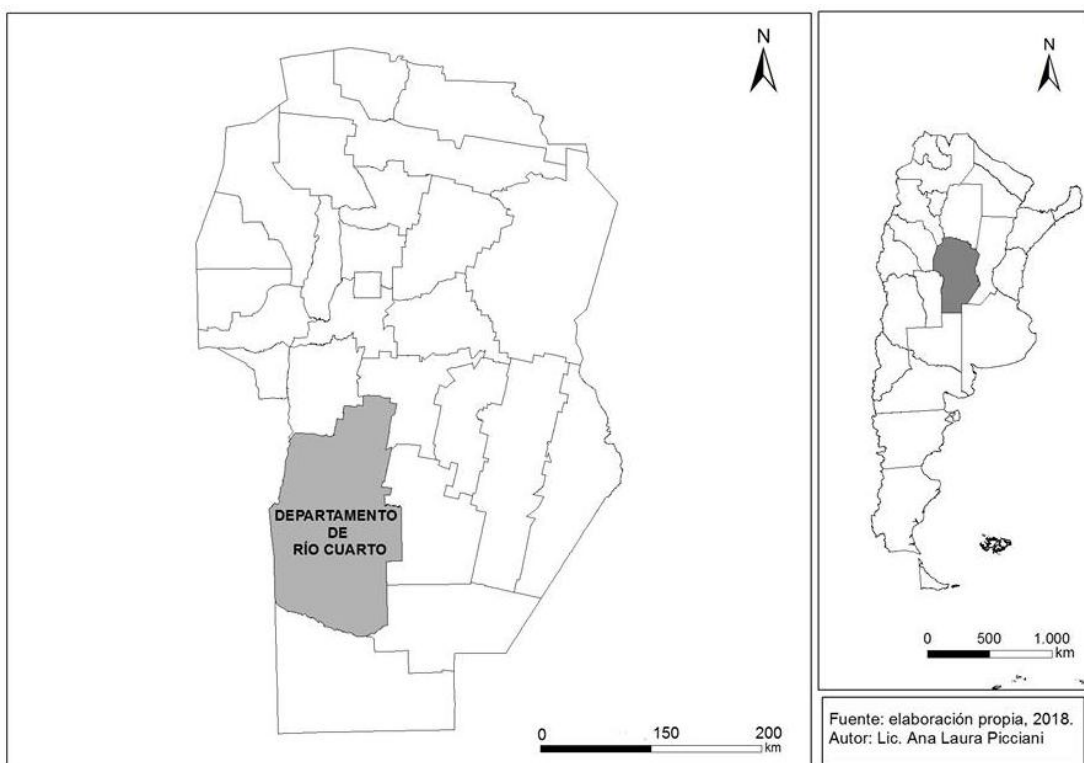 N
DEPARTAMENTO
DE
RÍO CUARTO
0 150 200
km
N
0 500 1.000
km
Fuente: elaboración propia, 2018.
Autor: Lic. Ana Laura Picciani